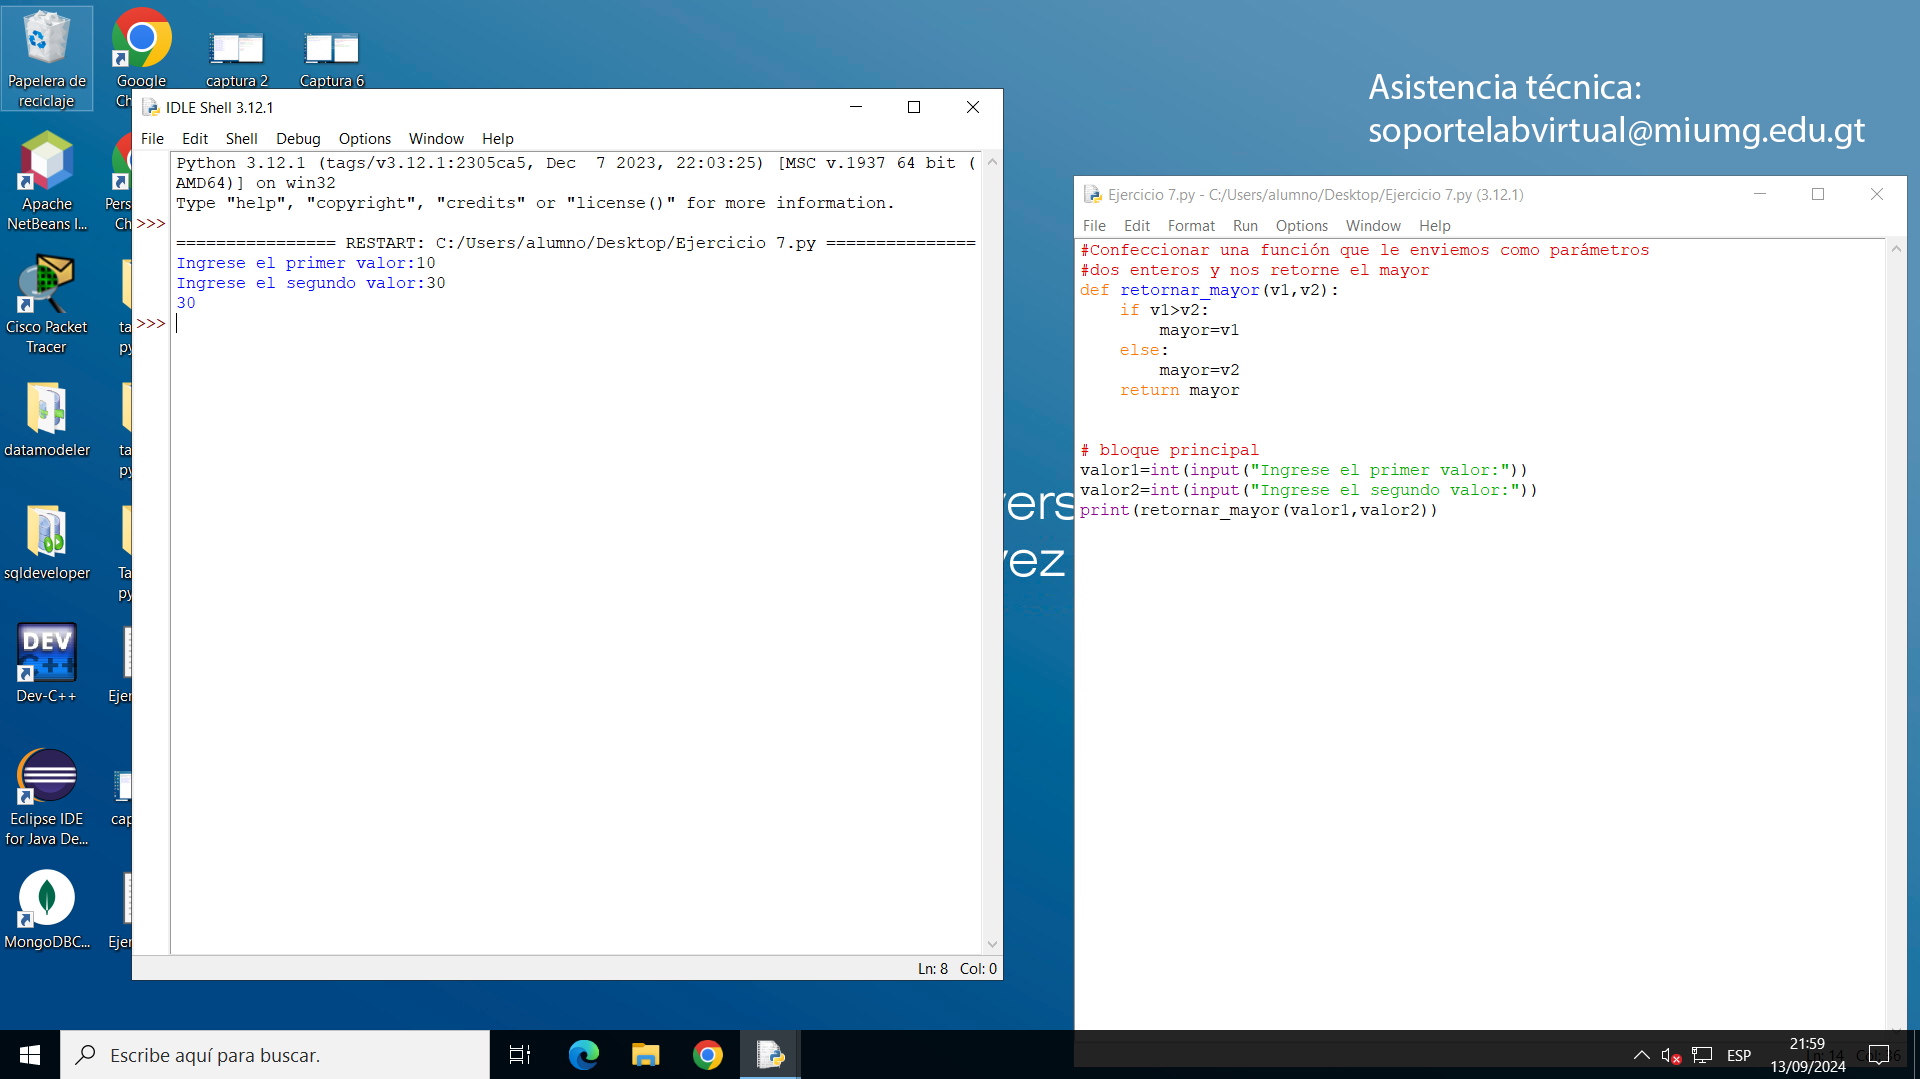 Papelera de
reciclaje
Google
Ch
captura 2
Captura 6
Apache
NetBeans I...
Pers
Ch
Cisco Packet
Tracer
ta
py
datamodeler
ta
py
sqldeveloper
Ta
py
Dev-C++
DEV
C++
Ejer
Eclipse IDE
for Java De...
cap
MongoDBC...
Ejer
Asistencia técnica:
soportelabvirtual@miumg.edu.gt
vers
vez
IDLE Shell 3.12.1
File Edit Shell Debug Options Window Help
Python 3.12.1 (tags/v3.12.1:2305ca5, Dec  7 2023, 22:03:25) [MSC v.1937 64 bit (
AMD64)] on win32
Type "help", "copyright", "credits" or "license()" for more information.
>>>
================ RESTART: C:/Users/alumno/Desktop/Ejercicio 7.py ===============
Ingrese el primer valor:10
Ingrese el segundo valor:30
30
>>>
Ln: 8 Col: 0
Ejercicio 7.py - C:/Users/alumno/Desktop/Ejercicio 7.py (3.12.1)
File Edit Format Run Options Window Help
#Confeccionar una función que le enviemos como parámetros
#dos enteros y nos retorne el mayor
def retornar_mayor(v1,v2):
    if v1>v2:
        mayor=v1
    else:
        mayor=v2
    return mayor
# bloque principal
valor1=int(input("Ingrese el primer valor:"))
valor2=int(input("Ingrese el segundo valor:"))
print(retornar_mayor(valor1,valor2))
Ln: 14 Col: 36
Escribe aquí para buscar.
ESP
21:59
13/09/2024